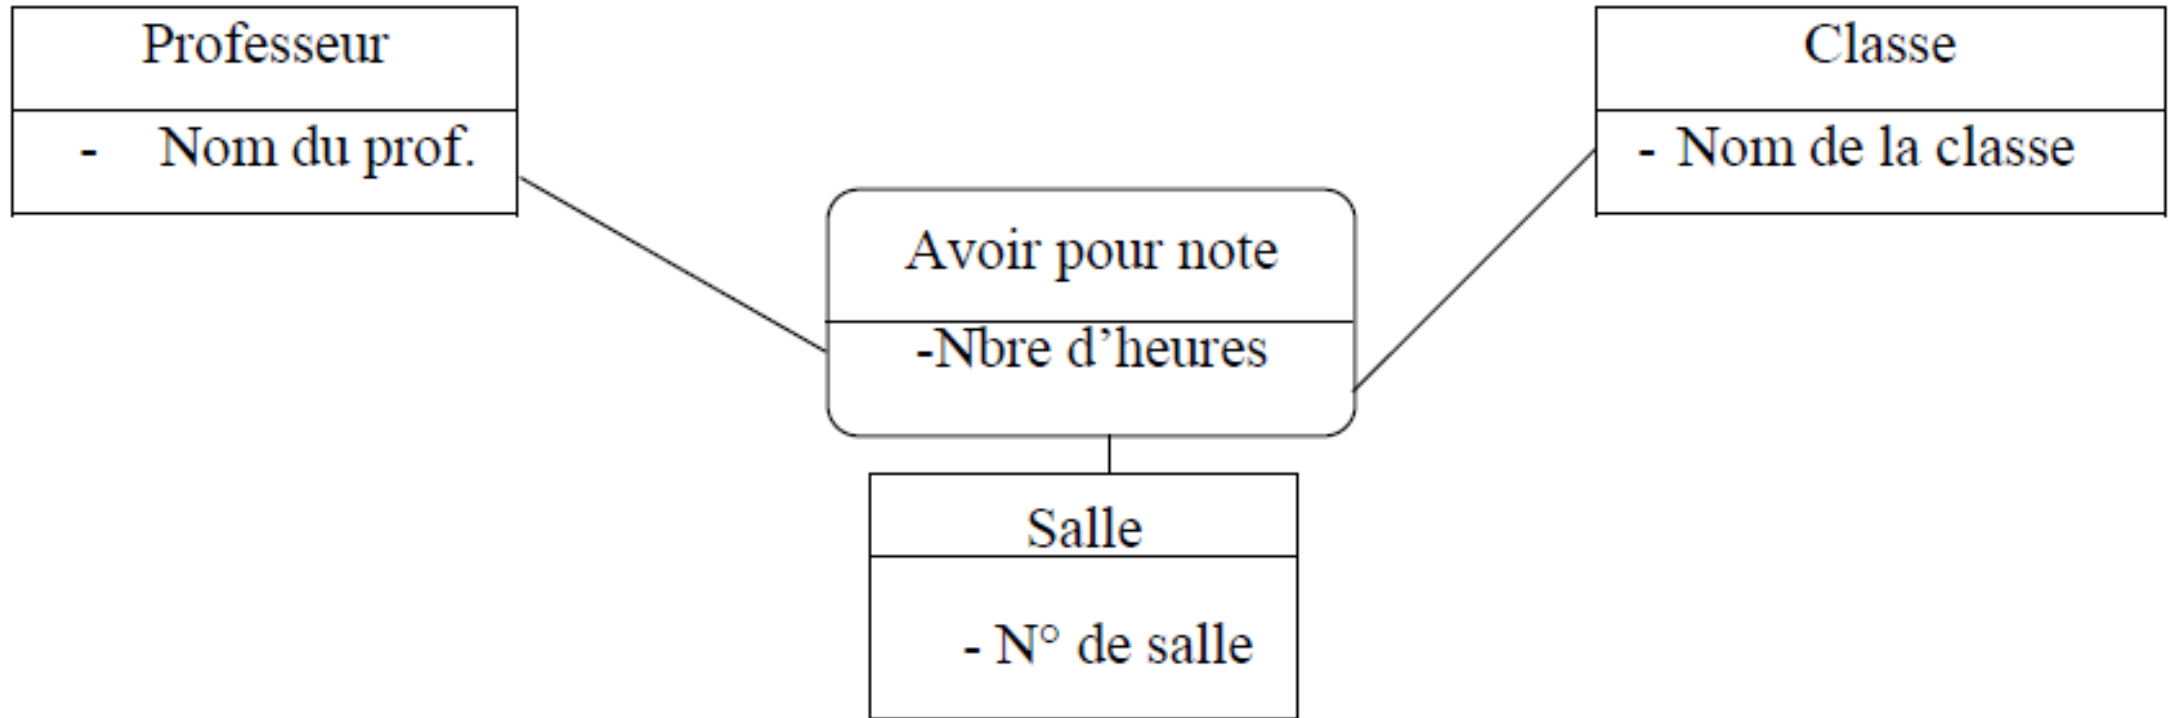 Professeur
- Nom du prof.
Classe
- Nom de la classe
Avoir pour note
-Nbre d’heures
Salle
- N° de salle